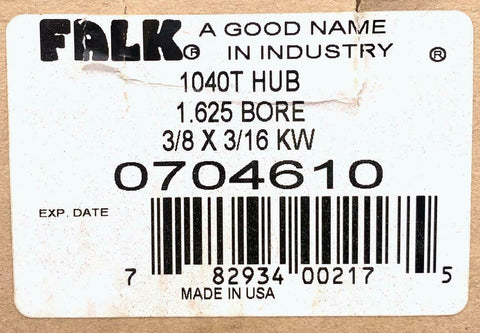 FALK® A GOOD NAME
IN INDUSTRY ®
1040T HUB
1.625 BORE
3/8 X 3/16 KW
0704610
EXP. DATE
7 82934 00217 5
MADE IN USA